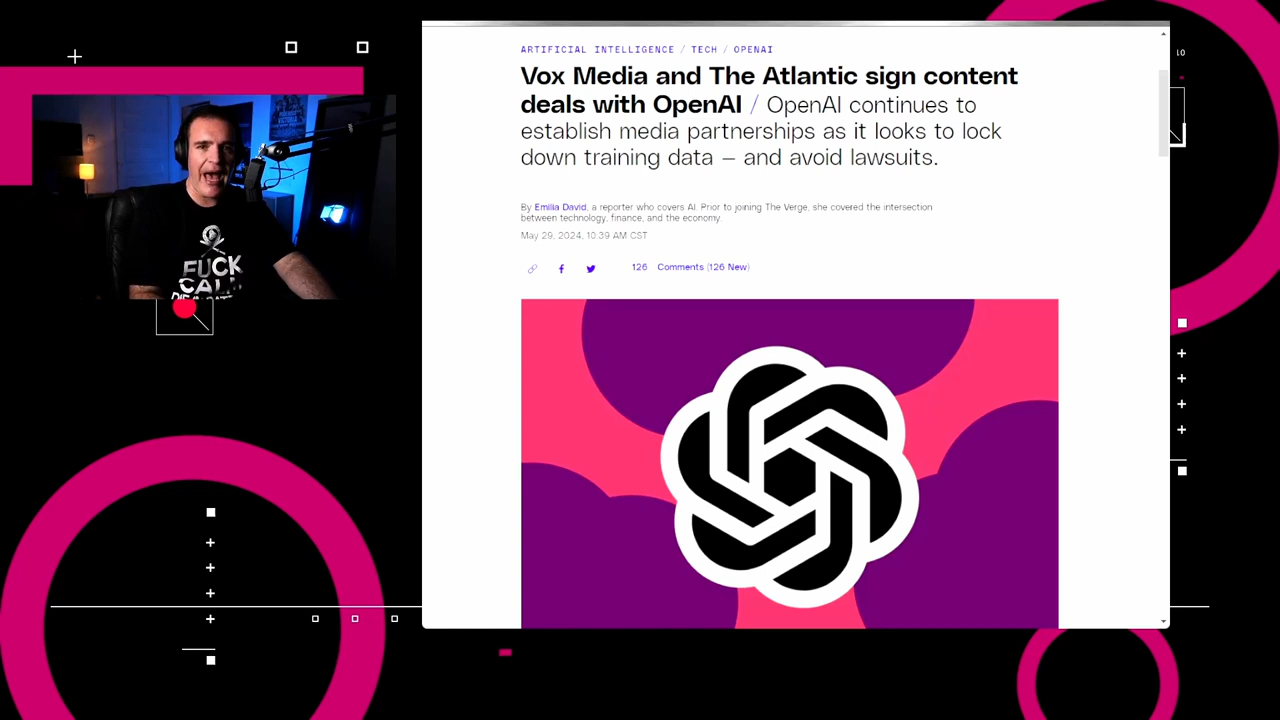 ARTIFICIAL INTELLIGENCE / TECH / OPENAI
Vox Media and The Atlantic sign content
deals with OpenAI / OpenAI continues to
establish media partnerships as it looks to lock
down training data — and avoid lawsuits.
By Emilia David, a reporter who covers AI. Prior to joining The Verge, she covered the intersection
between technology, finance, and the economy.
May 29, 2024, 10:39 AM CST
126 Comments (126 New)
FUCK
CALM
10